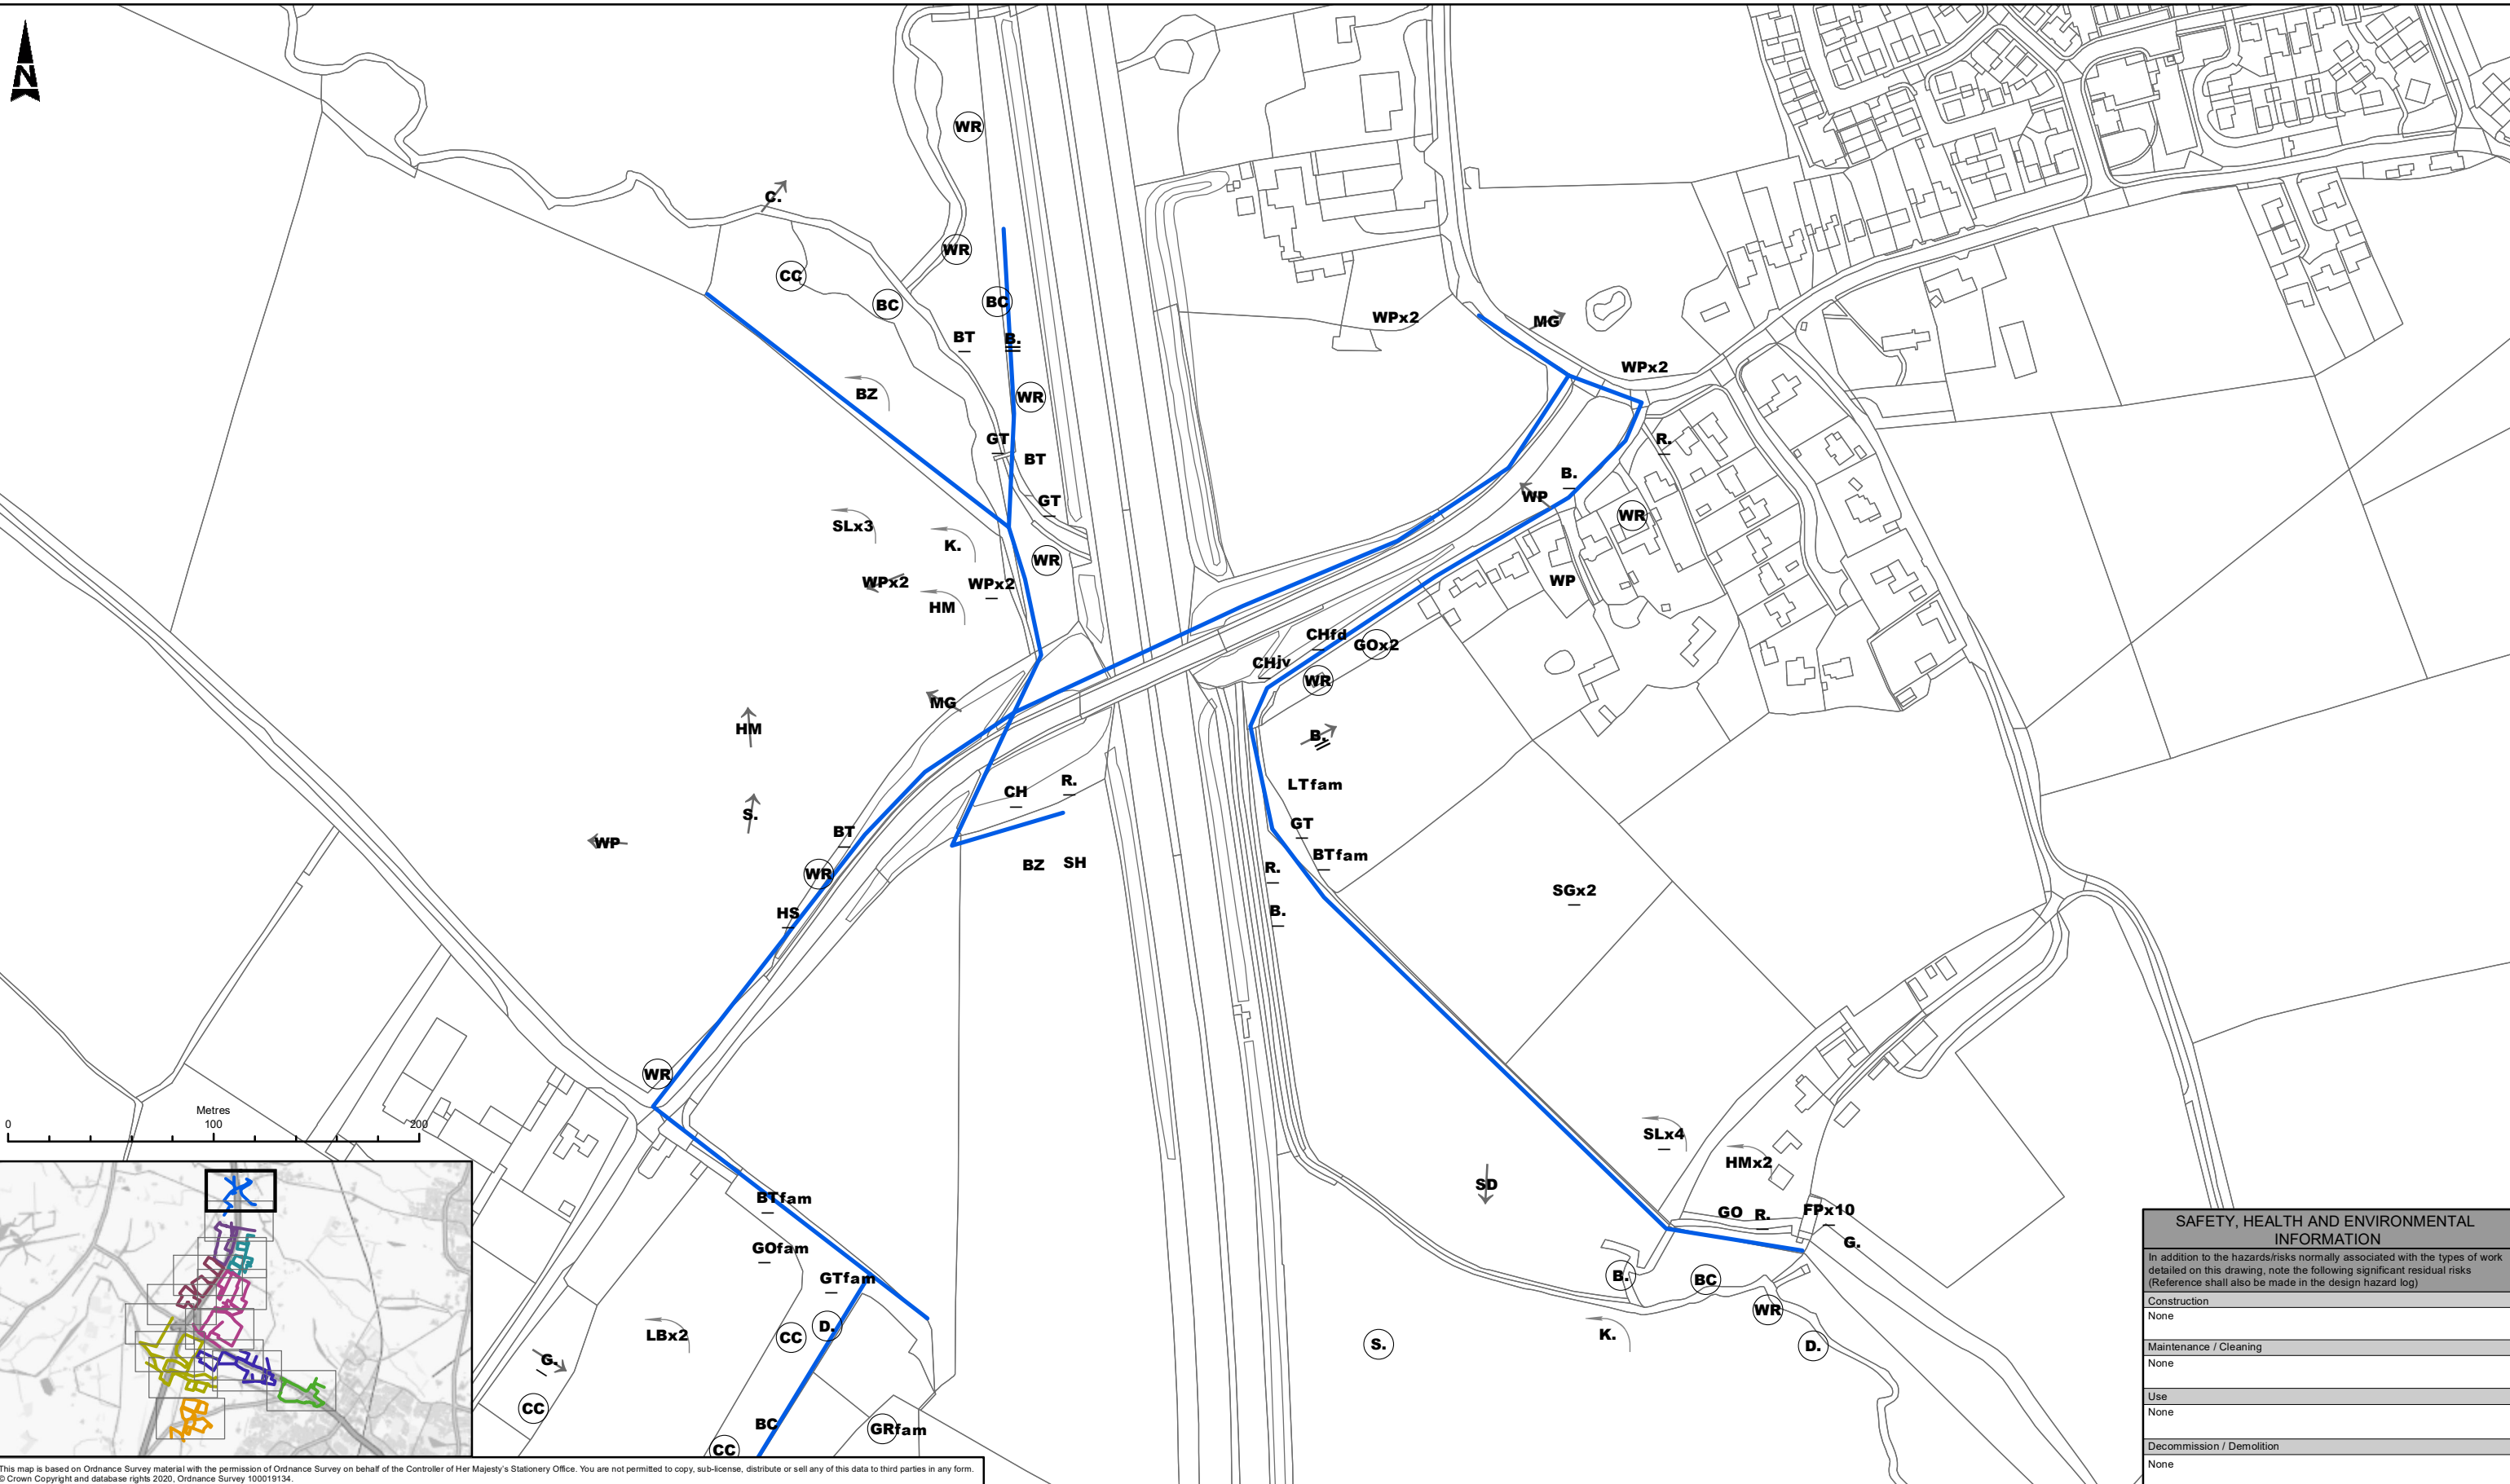 N
WR
C.
WR
CC
BC
BC
WPx2
MG
BT
B.
WPx2
BZ
WR
GT
BT
R.
B.
GT
WP
SLx3
WR
K.
WR
WPx2
WPx2
WP
HM
CHfd
GOx2
CHjv
WR
MG
HM
B.
R.
LTfam
CH
S.
GT
BT
WP
BTfam
BZ
SH
R.
WR
SGx2
HS
B.
WR
Metres
0
100
200
SLx4
HMx2
SD
BTfam
GO
R.
FPx10
G.
GOfam
GTfam
B.
BC
WR
D.
CC
LBx2
K.
S.
D.
G.
CC
BC
GRfam
CC
SAFETY, HEALTH AND ENVIRONMENTAL
INFORMATION
In addition to the hazards/risks normally associated with the types of work
detailed on this drawing, note the following significant residual risks
(Reference shall also be made in the design hazard log)
Construction
None
Maintenance / Cleaning
None
Use
None
Decommission / Demolition
None
This map is based on Ordnance Survey material with the permission of Ordnance Survey on behalf of the Controller of Her Majesty's Stationery Office. You are not permitted to copy, sub-license, distribute or sell any of this data to third parties in any form.
© Crown Copyright and database rights 2020, Ordnance Survey 100019134.